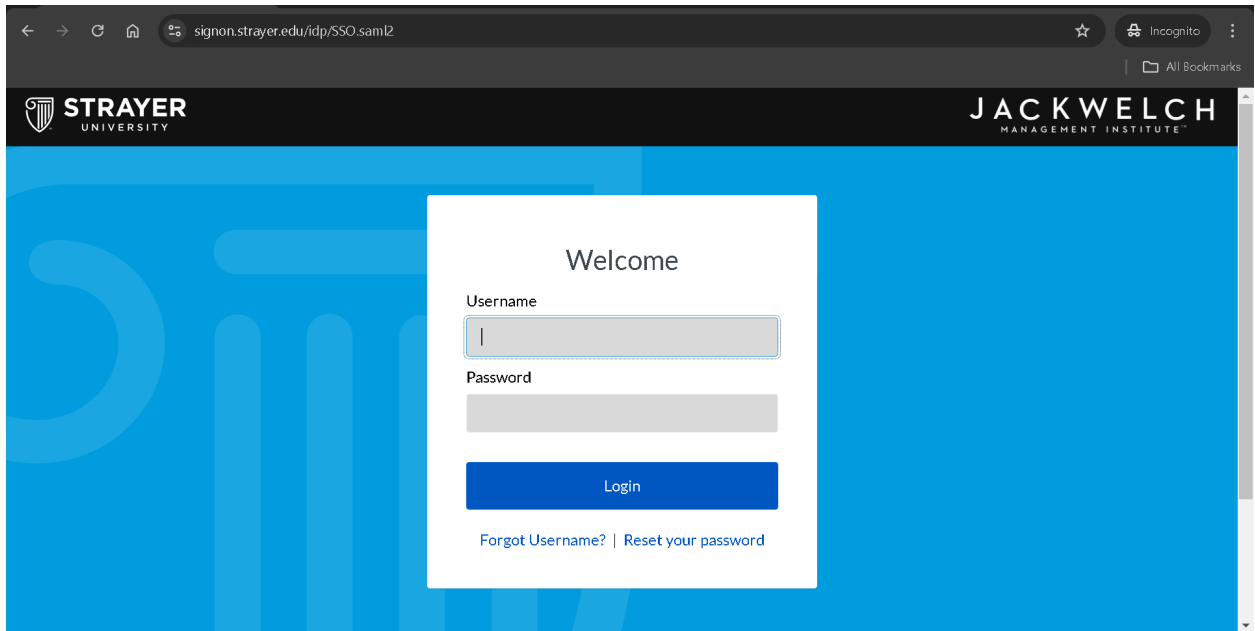 signon.strayer.edu/idp/SSO.saml2
Incognito
All Bookmarks
STRAYER
UNIVERSITY
JACKWELCH
MANAGEMENT INSTITUTE™
Welcome
Username
Password
Login
Forgot Username? | Reset your password